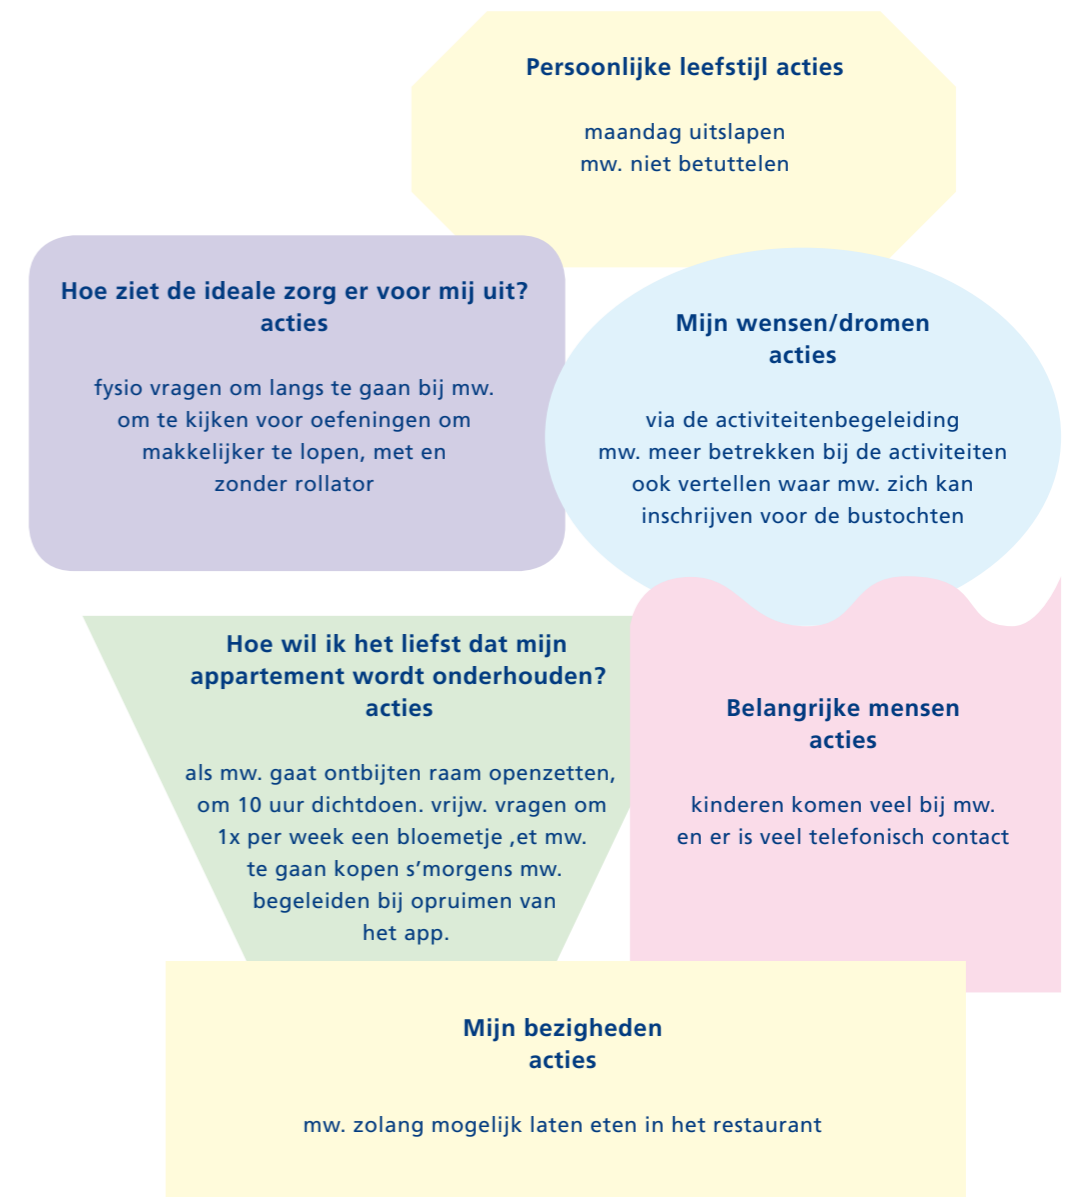 Persoonlijke leefstijl acties
maandag uitslapen
mw. niet betuttelen
Hoe ziet de ideale zorg er voor mij uit?
acties
fysio vragen om langs te gaan bij mw.
om te kijken voor oefeningen om
makkelijker te lopen, met en
zonder rollator
Mijn wensen/dromen
acties
via de activiteitenbegeleiding
mw. meer betrekken bij de activiteiten
ook vertellen waar mw. zich kan
inschrijven voor de bustochten
Hoe wil ik het liefst dat mijn
appartement wordt onderhouden?
acties
als mw. gaat ontbijten raam openzetten,
om 10 uur dichtdoen. vrijw. vragen om
1x per week een bloemetje ,et mw.
te gaan kopen s’morgens mw.
begeleiden bij opruimen van
het app.
Belangrijke mensen
acties
kinderen komen veel bij mw.
en er is veel telefonisch contact
Mijn bezigheden
acties
mw. zolang mogelijk laten eten in het restaurant